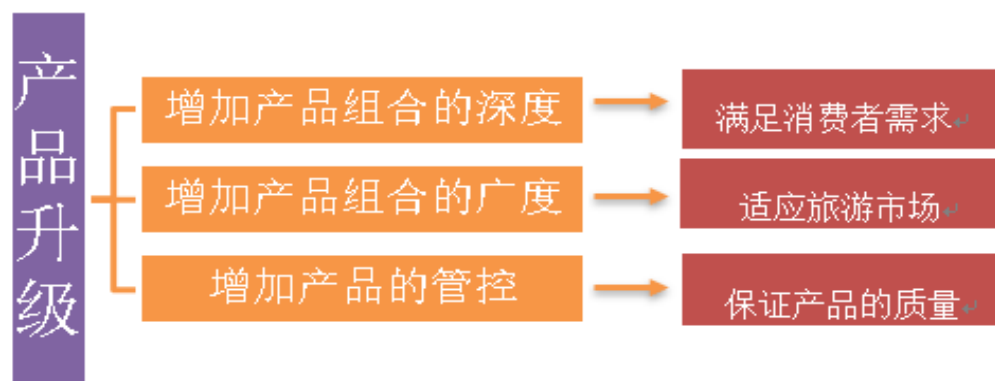 产品升级
增加产品组合的深度
满足消费者需求
增加产品组合的广度
适应旅游市场
增加产品的管控
保证产品的质量